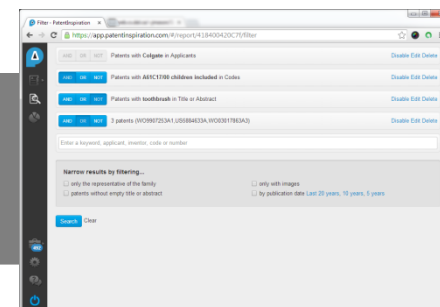 Filter - PatentInspiration
https://app.patentinspiration.com/#/report/418400420C7f/filter
AND OR NOT Patents with Colgate in Applicants Disable Edit Delete
AND OR NOT Patents with A61C17/00 children included in Codes Disable Edit Delete
AND OR NOT Patents with toothbrush in Title or Abstract Disable Edit Delete
AND OR NOT 3 patents (WO9907253A1,US6884633A,WO03017863A3) Disable Edit Delete
Enter a keyword, applicant, inventor, code or number
Narrow results by filtering...
only the representative of the family only with images
patents without empty title or abstract by publication date Last 20 years, 10 years, 5 years
Search Clear